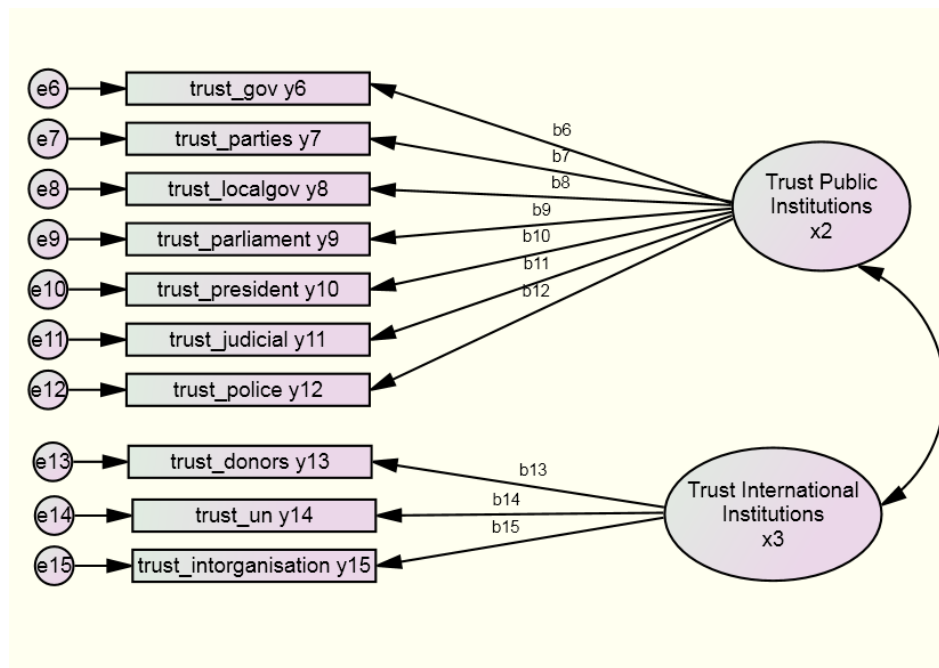 e6
trust_gov y6
e7
trust_parties y7
e8
trust_localgov y8
e9
trust_parliament y9
e10
trust_president y10
e11
trust_judicial y11
e12
trust_police y12
b6
b7
b8
b9
b10
b11
b12
Trust Public
Institutions
x2
e13
trust_donors y13
e14
trust_un y14
e15
trust_intorganisation y15
b13
b14
b15
Trust International
Institutions
x3